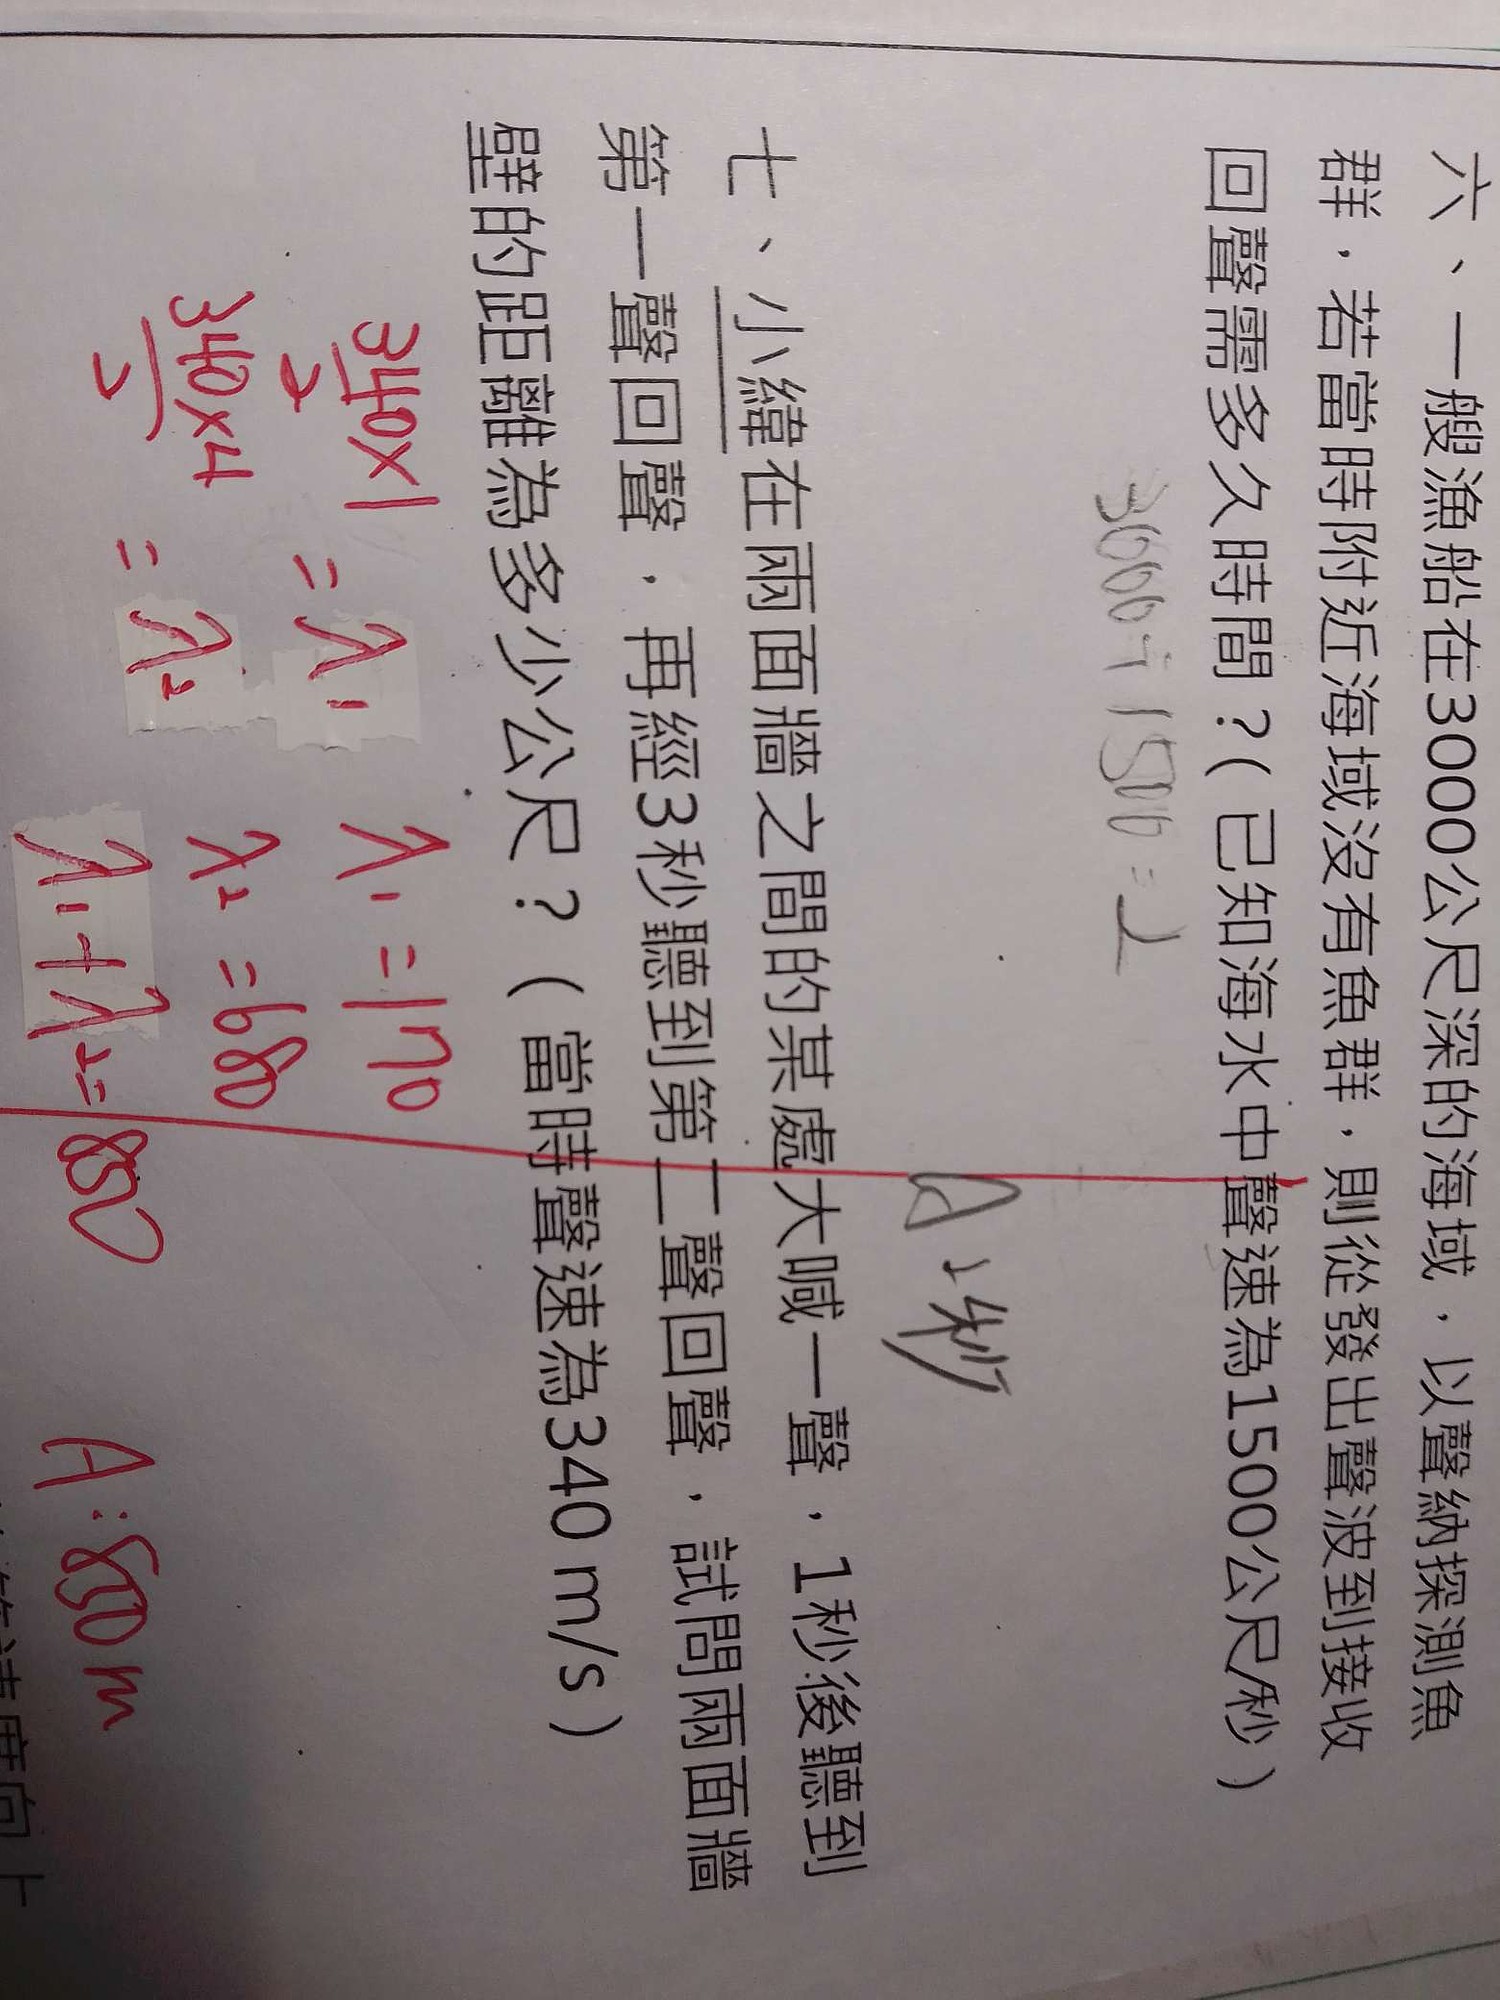 六、一艘漁船在3000公尺深的海域，以聲納探測魚
群，若當時附近海域沒有魚群，則從發出聲波到接收
回聲需多久時間？(已知海水中聲速為1500公尺/秒)
3000÷1500=2
A 2秒
七、小緯在兩面牆之間的某處大喊一聲，1秒後聽到
第一聲回聲，再經3秒聽到第二聲回聲，試問兩面牆
壁的距離為多少公尺？(當時聲速為340 m/s)
340×1/2 = λ1 λ1=170
340×4/2 = λ2 λ2=680
λ1+λ2=850
A:850m